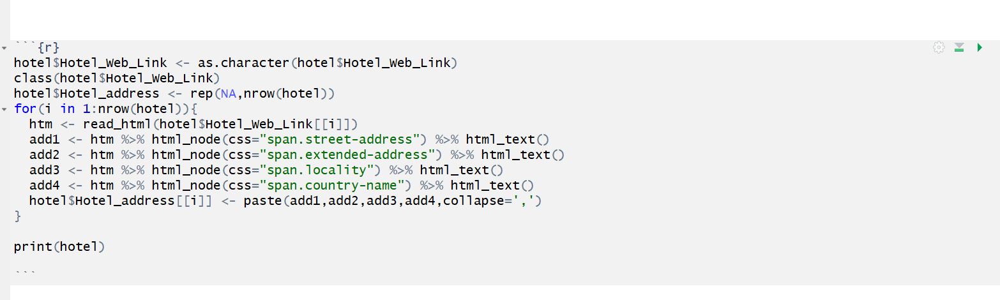 ```{r}
hotel$Hotel_Web_Link <- as.character(hotel$Hotel_Web_Link)
class(hotel$Hotel_Web_Link)
hotel$Hotel_address <- rep(NA,nrow(hotel))
for(i in 1:nrow(hotel)){
  htm <- read_html(hotel$Hotel_Web_Link[[i]])
  add1 <- htm %>% html_node(css="span.street-address") %>% html_text()
  add2 <- htm %>% html_node(css="span.extended-address") %>% html_text()
  add3 <- htm %>% html_node(css="span.locality") %>% html_text()
  add4 <- htm %>% html_node(css="span.country-name") %>% html_text()
  hotel$Hotel_address[[i]] <- paste(add1,add2,add3,add4,collapse=',')
}
print(hotel)
```